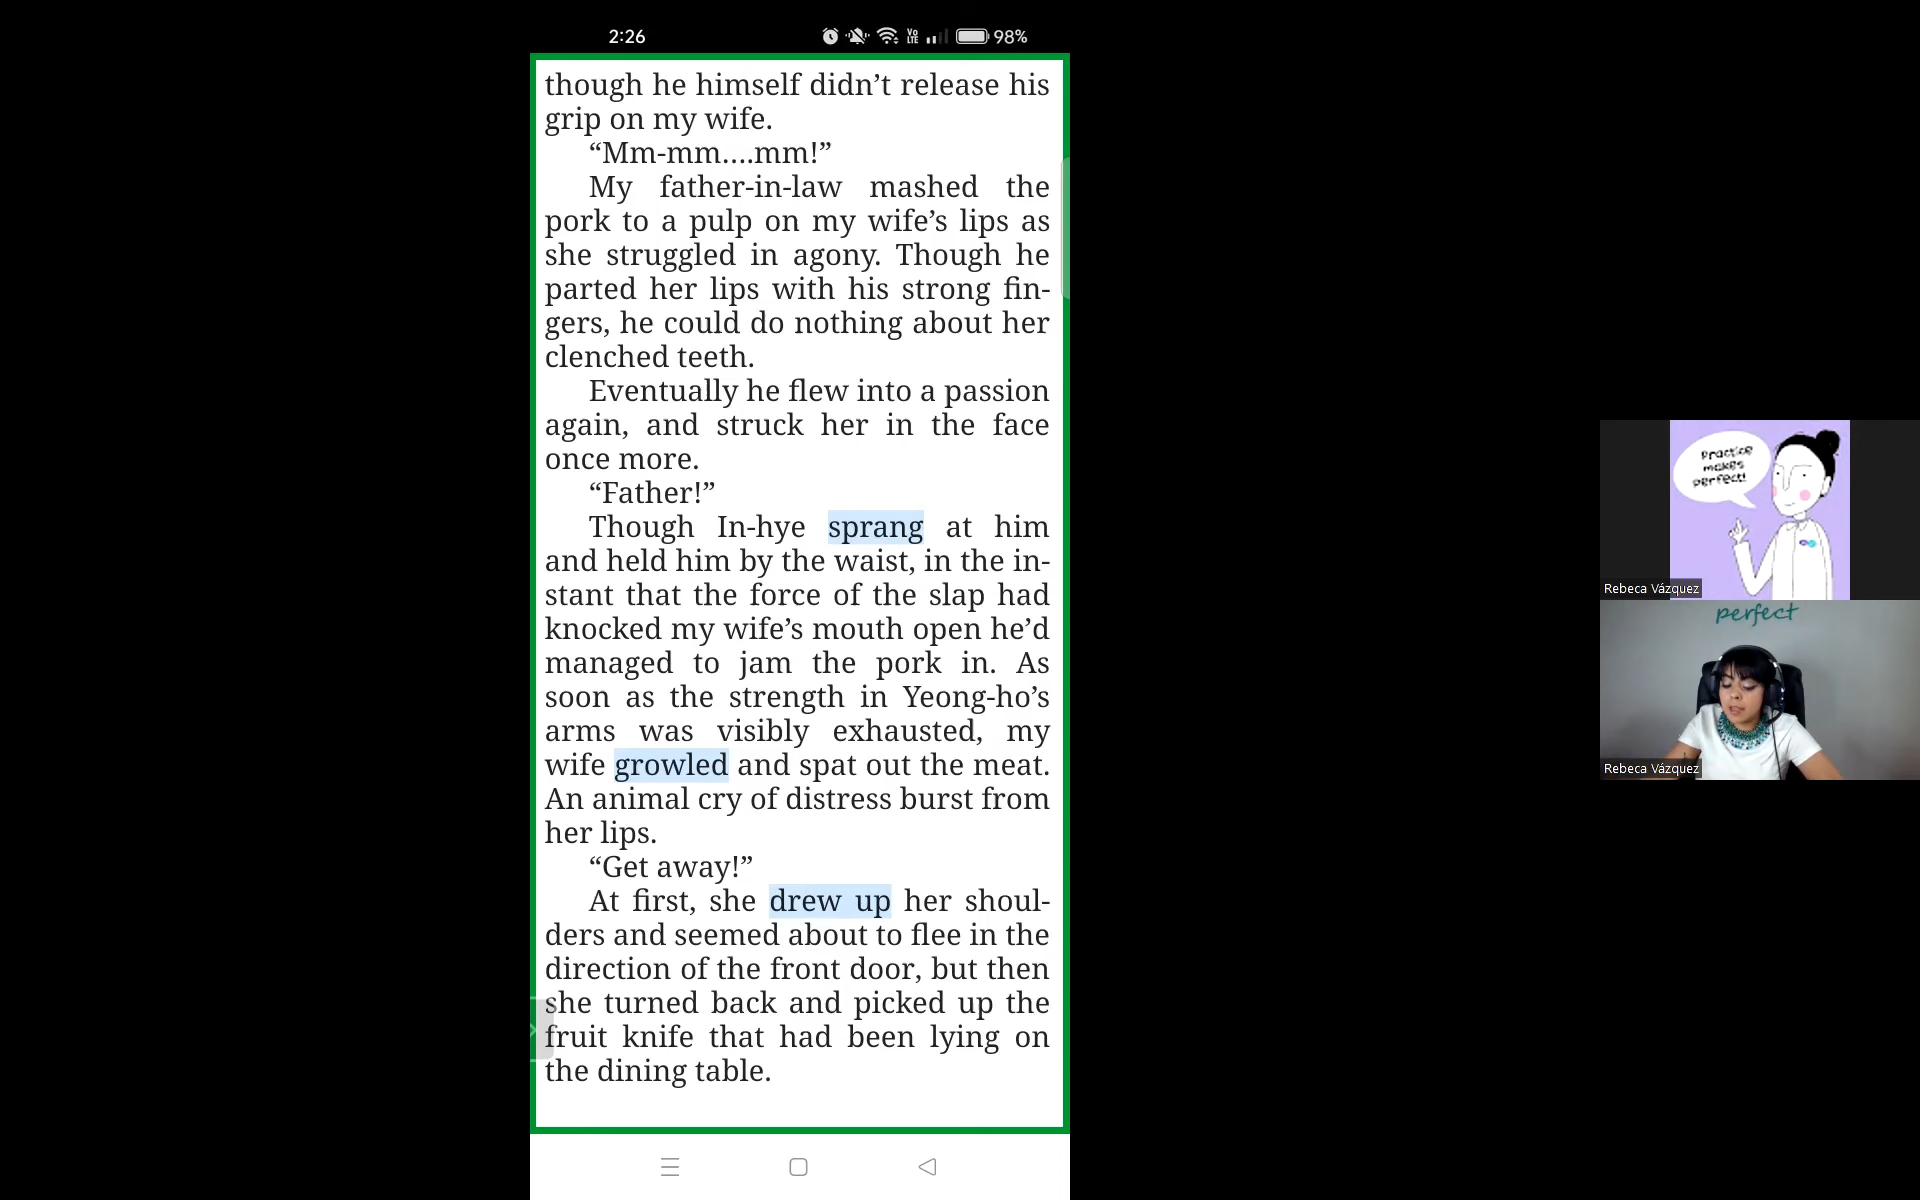 2:26
Vo
LTE
98%
though he himself didn’t release his
grip on my wife.
“Mm-mm....mm!”
My father-in-law mashed the
pork to a pulp on my wife’s lips as
she struggled in agony. Though he
parted her lips with his strong fin-
gers, he could do nothing about her
clenched teeth.
Eventually he flew into a passion
again, and struck her in the face
once more.
“Father!”
Though In-hye sprang at him
and held him by the waist, in the in-
stant that the force of the slap had
knocked my wife’s mouth open he’d
managed to jam the pork in. As
soon as the strength in Yeong-ho’s
arms was visibly exhausted, my
wife growled and spat out the meat.
An animal cry of distress burst from
her lips.
“Get away!”
At first, she drew up her shoul-
ders and seemed about to flee in the
direction of the front door, but then
she turned back and picked up the
fruit knife that had been lying on
the dining table.
Practice
makes
perfect!
Rebeca Vázquez
perfect
Rebeca Vázquez